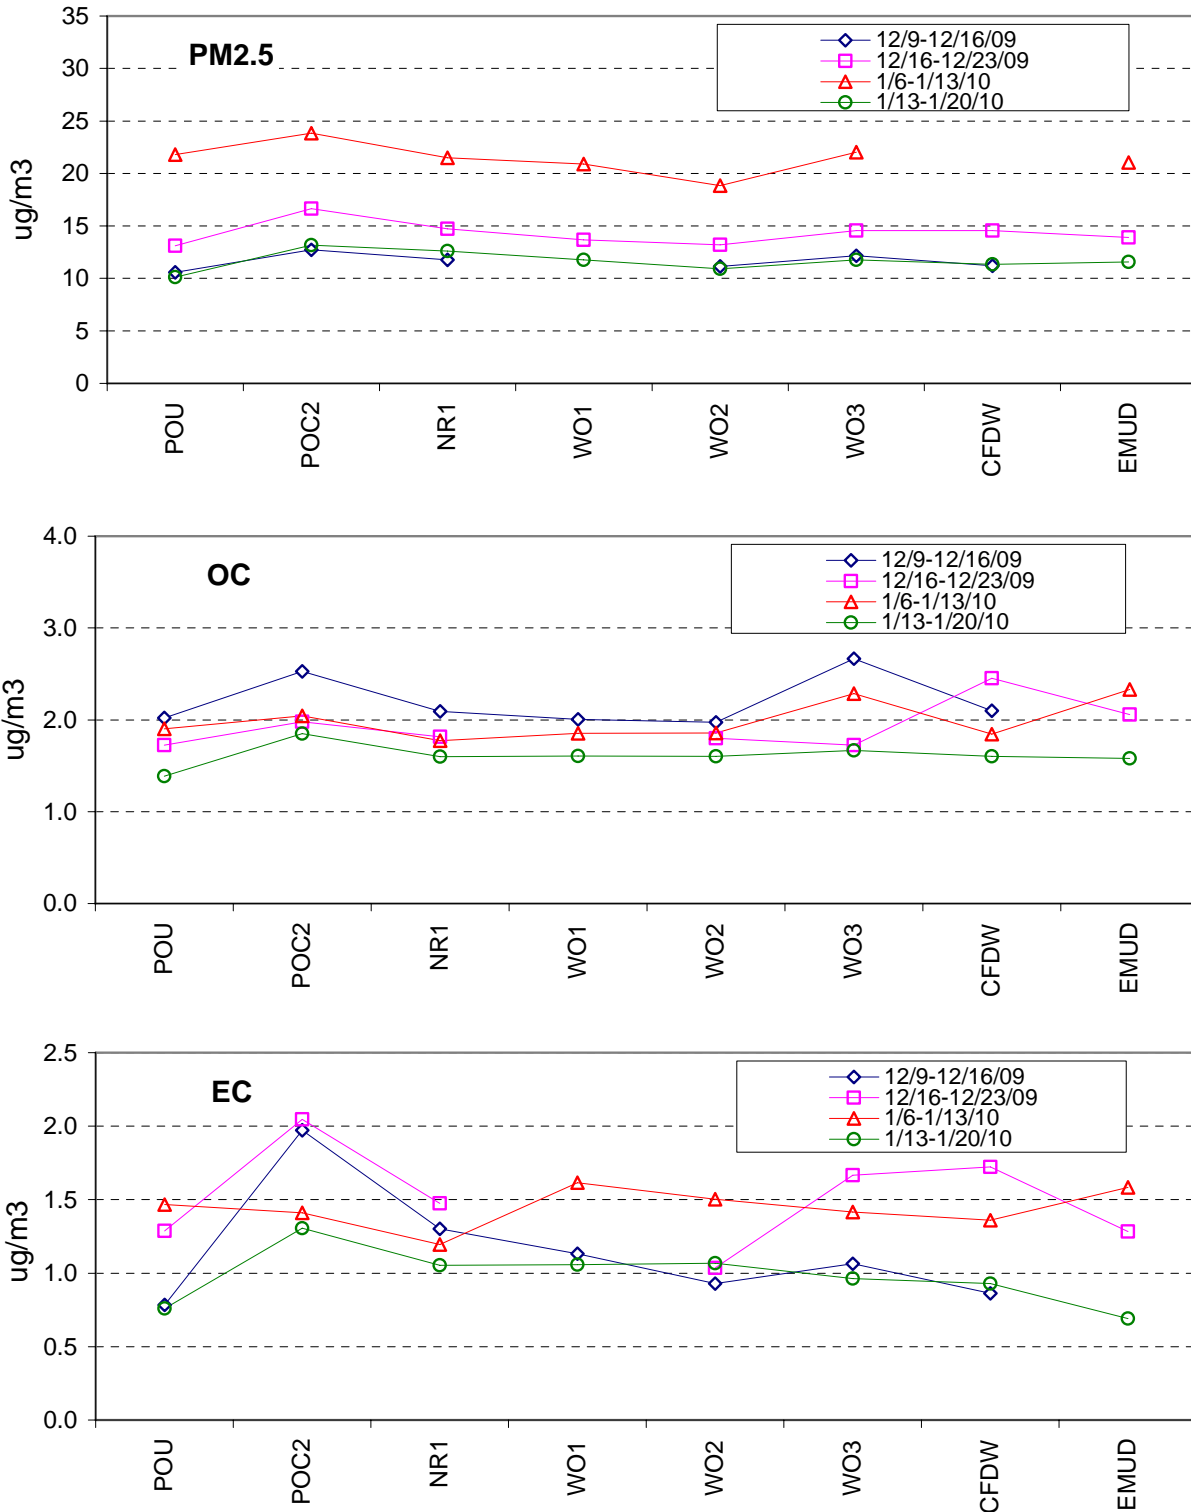 PM2.5
12/9-12/16/09
12/16-12/23/09
1/6-1/13/10
1/13-1/20/10
35
30
25
20
15
10
5
0
ug/m3
POU
POC2
NR1
WO1
WO2
WO3
CFDW
EMUD
OC
12/9-12/16/09
12/16-12/23/09
1/6-1/13/10
1/13-1/20/10
4.0
3.0
2.0
1.0
0.0
ug/m3
POU
POC2
NR1
WO1
WO2
WO3
CFDW
EMUD
EC
12/9-12/16/09
12/16-12/23/09
1/6-1/13/10
1/13-1/20/10
2.5
2.0
1.5
1.0
0.5
0.0
ug/m3
POU
POC2
NR1
WO1
WO2
WO3
CFDW
EMUD